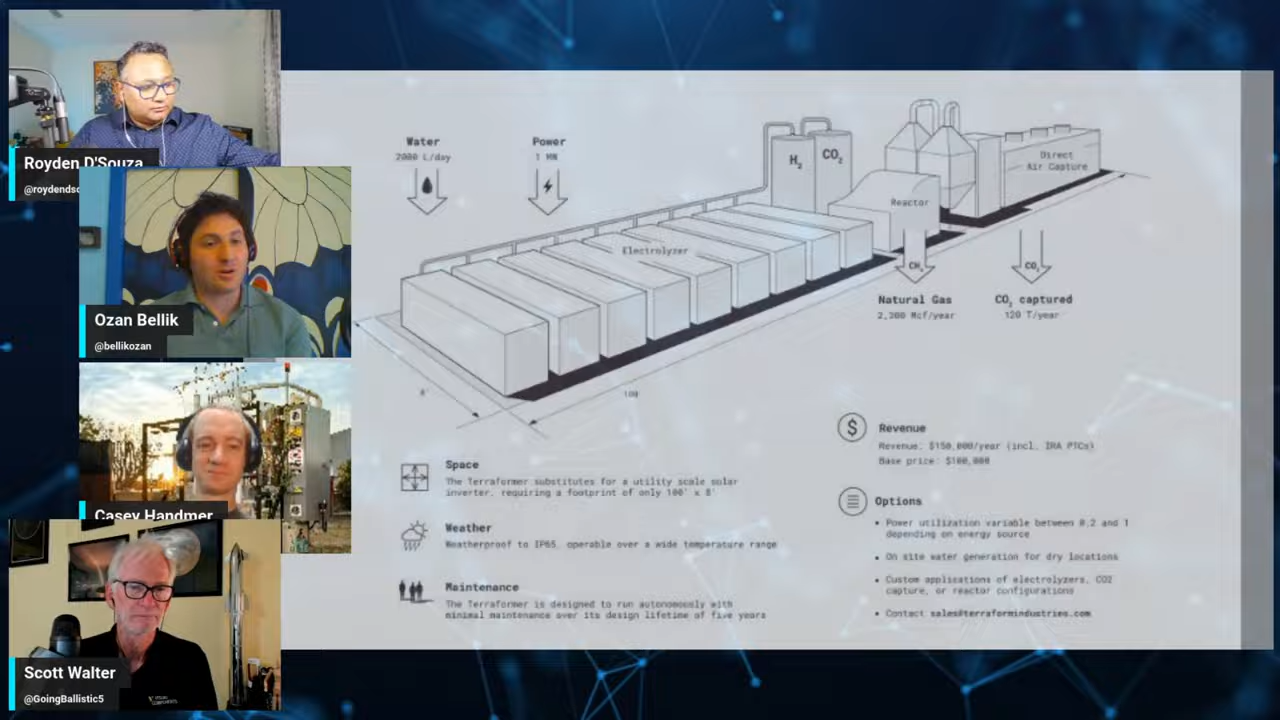 Royden D'Souza
@roydendso
Ozan Bellik
@bellikozan
Casey Handmer
Scott Walter
@GoingBallistic5
Water
2000 L/day
Power
1 MW
H2
CO2
Direct
Air Capture
Reactor
Electrolyzer
CH4
CO2
Natural Gas
2,300 Mcf/year
CO2 captured
120 T/year
8'
100
Space
The Terraformer substitutes for a utility scale solar
inverter, requiring a footprint of only 100' x 8'
Weather
Weatherproof to IP65, operable over a wide temperature range
Maintenance
The Terraformer is designed to run autonomously with
minimal maintenance over its design lifetime of five years
$
Revenue
Revenue: $150,000/year (incl. IRA PTCs)
Base price: $100,000
Options
• Power utilization variable between 0.2 and 1
depending on energy source
• On site water generation for dry locations
• Custom applications of electrolyzers, CO2
capture, or reactor configurations
• Contact sales@terraformindustries.com